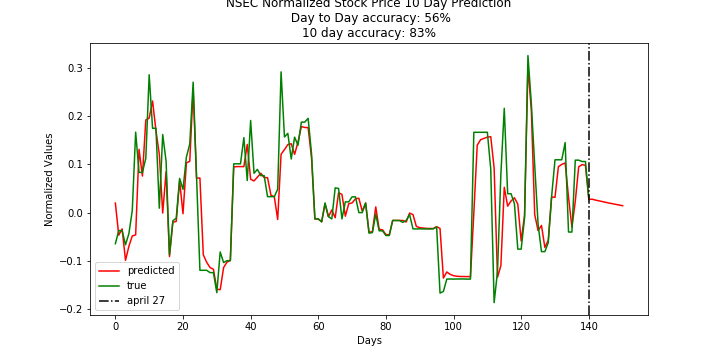 NSEC Normalized Stock Price 10 Day Prediction
Day to Day accuracy: 56%
10 day accuracy: 83%
Normalized Values
0.3
0.2
0.1
0.0
−0.1
−0.2
predicted
true
april 27
0 20 40 60 80 100 120 140
Days